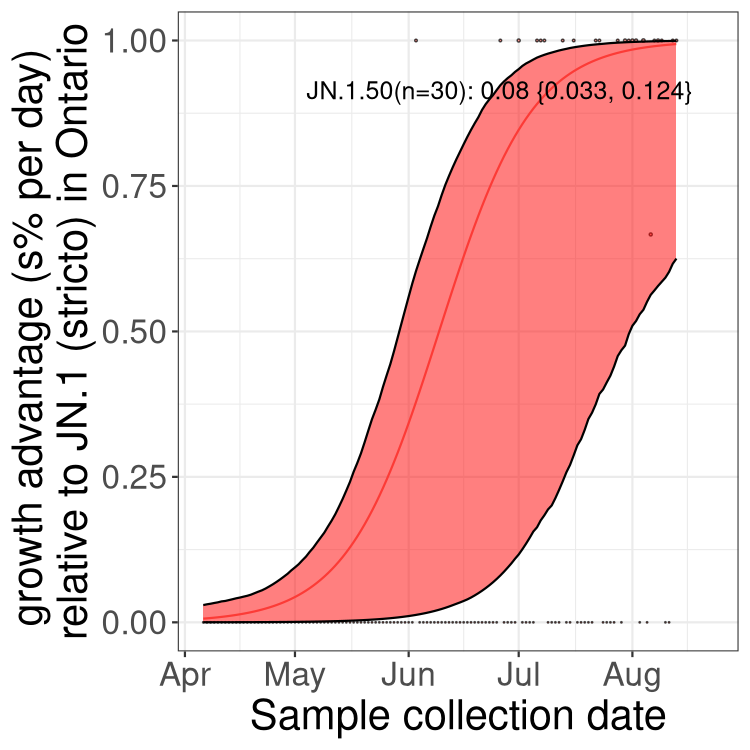 growth advantage (s% per day)
relative to JN.1 (stricto) in Ontario
1.00
0.75
0.50
0.25
0.00
JN.1.50(n=30): 0.08 {0.033, 0.124}
Apr May Jun Jul Aug
Sample collection date